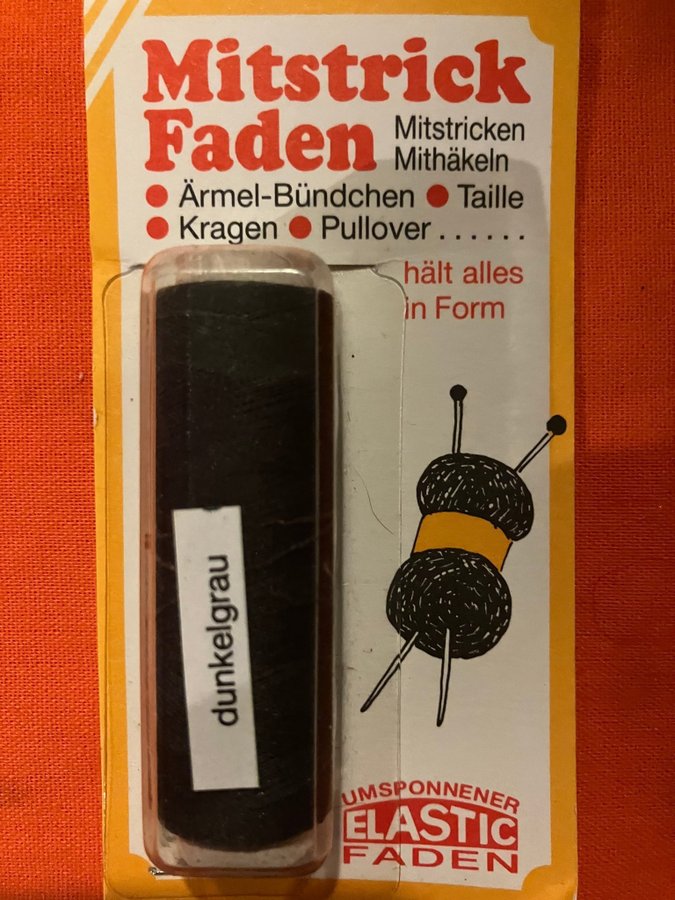 Mitstrick
Faden
Mitstricken
Mithäkeln
• Ärmel-Bündchen • Taille
• Kragen • Pullover ......
hält alles
in Form
dunkelgrau
UMSPONNENER
ELASTIC
FADEN